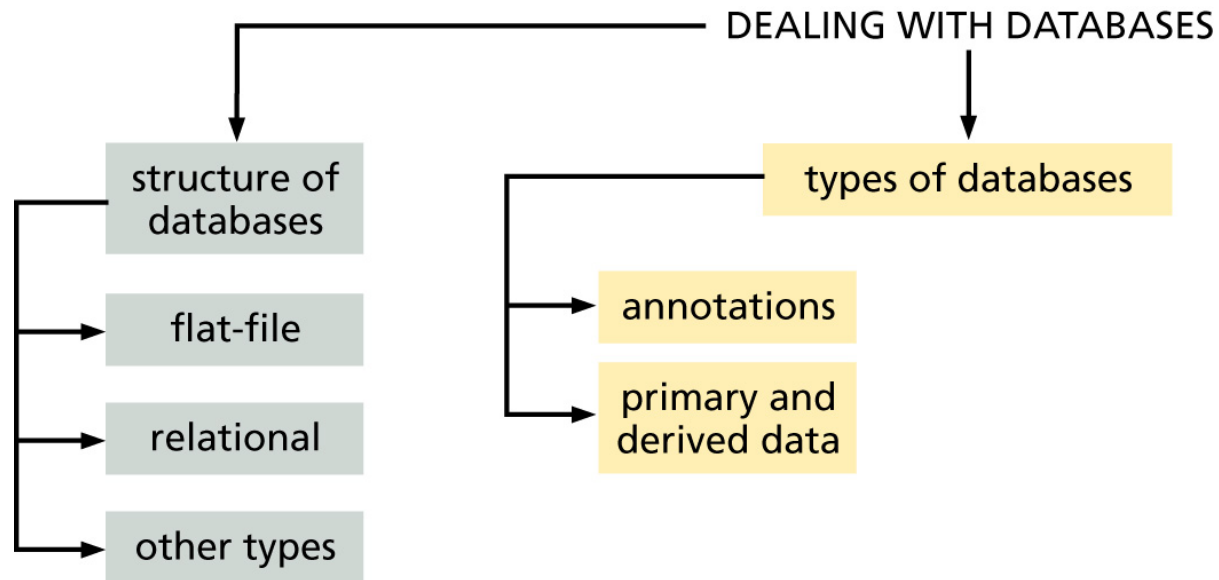 DEALING WITH DATABASES
structure of
databases
flat-file
relational
other types
types of databases
annotations
primary and
derived data